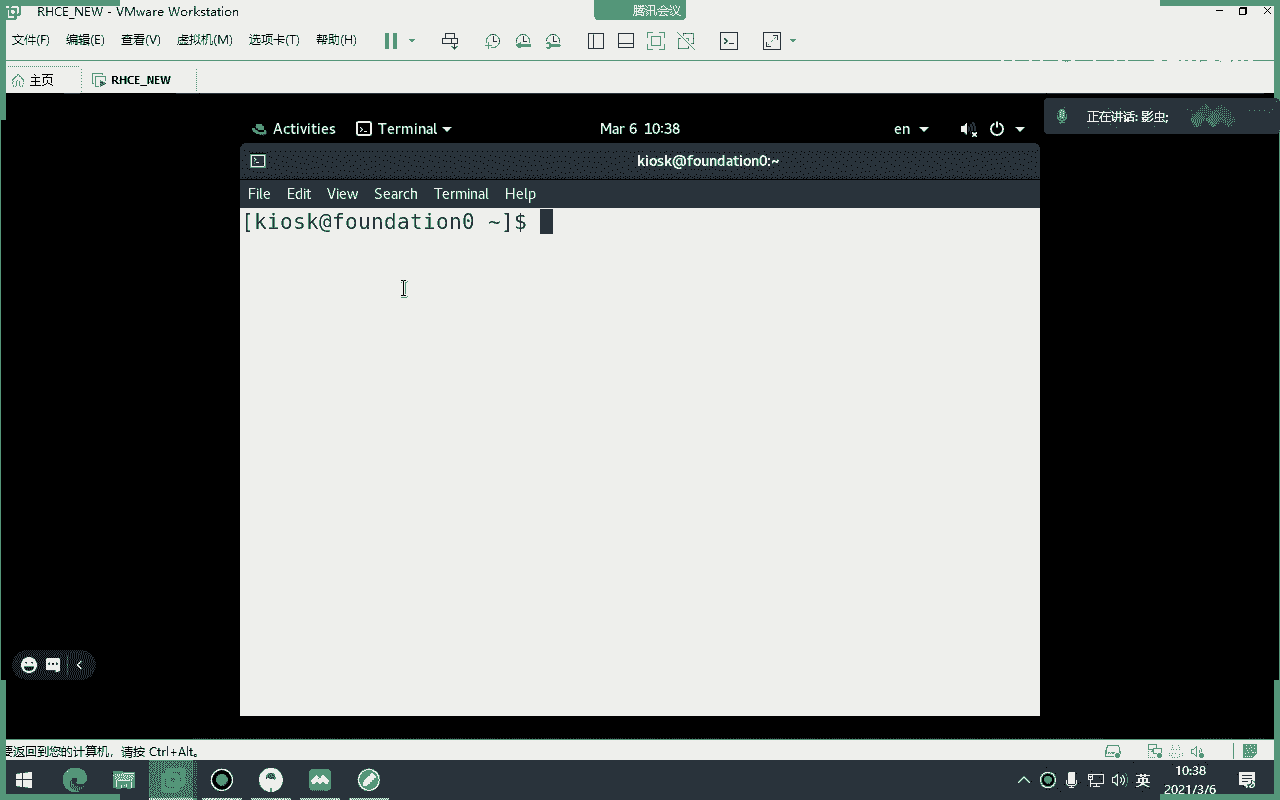 RHCE_NEW - VMware Workstation
腾讯会议
文件(F) 编辑(E) 查看(V) 虚拟机(M) 选项卡(T) 帮助(H)
主页 RHCE_NEW
正在讲话: 影虫;
Activities Terminal Mar 6 10:38 en
kiosk@foundation0:~
File Edit View Search Terminal Help
[kiosk@foundation0 ~]$
要返回到您的计算机，请按 Ctrl+Alt。
英 10:38
2021/3/6